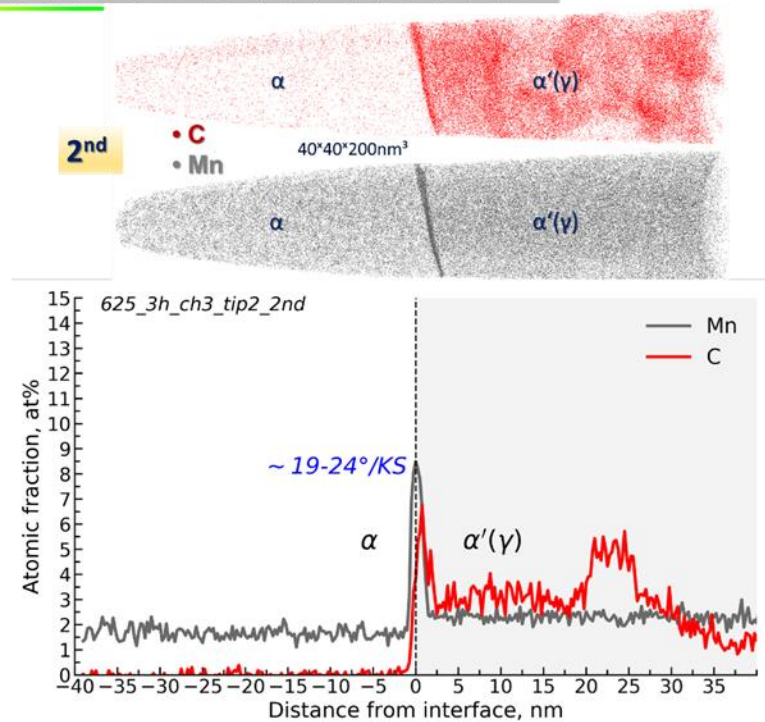 α
α'(γ)
2nd
• C
• Mn
40*40*200nm³
α
α'(γ)
625_3h_ch3_tip2_2nd
Mn
C
~ 19-24°/KS
α
α′(γ)
Atomic fraction, at%
15
14
13
12
11
10
9
8
7
6
5
4
3
2
1
0
−40 −35 −30 −25 −20 −15 −10 −5 0 5 10 15 20 25 30 35
Distance from interface, nm